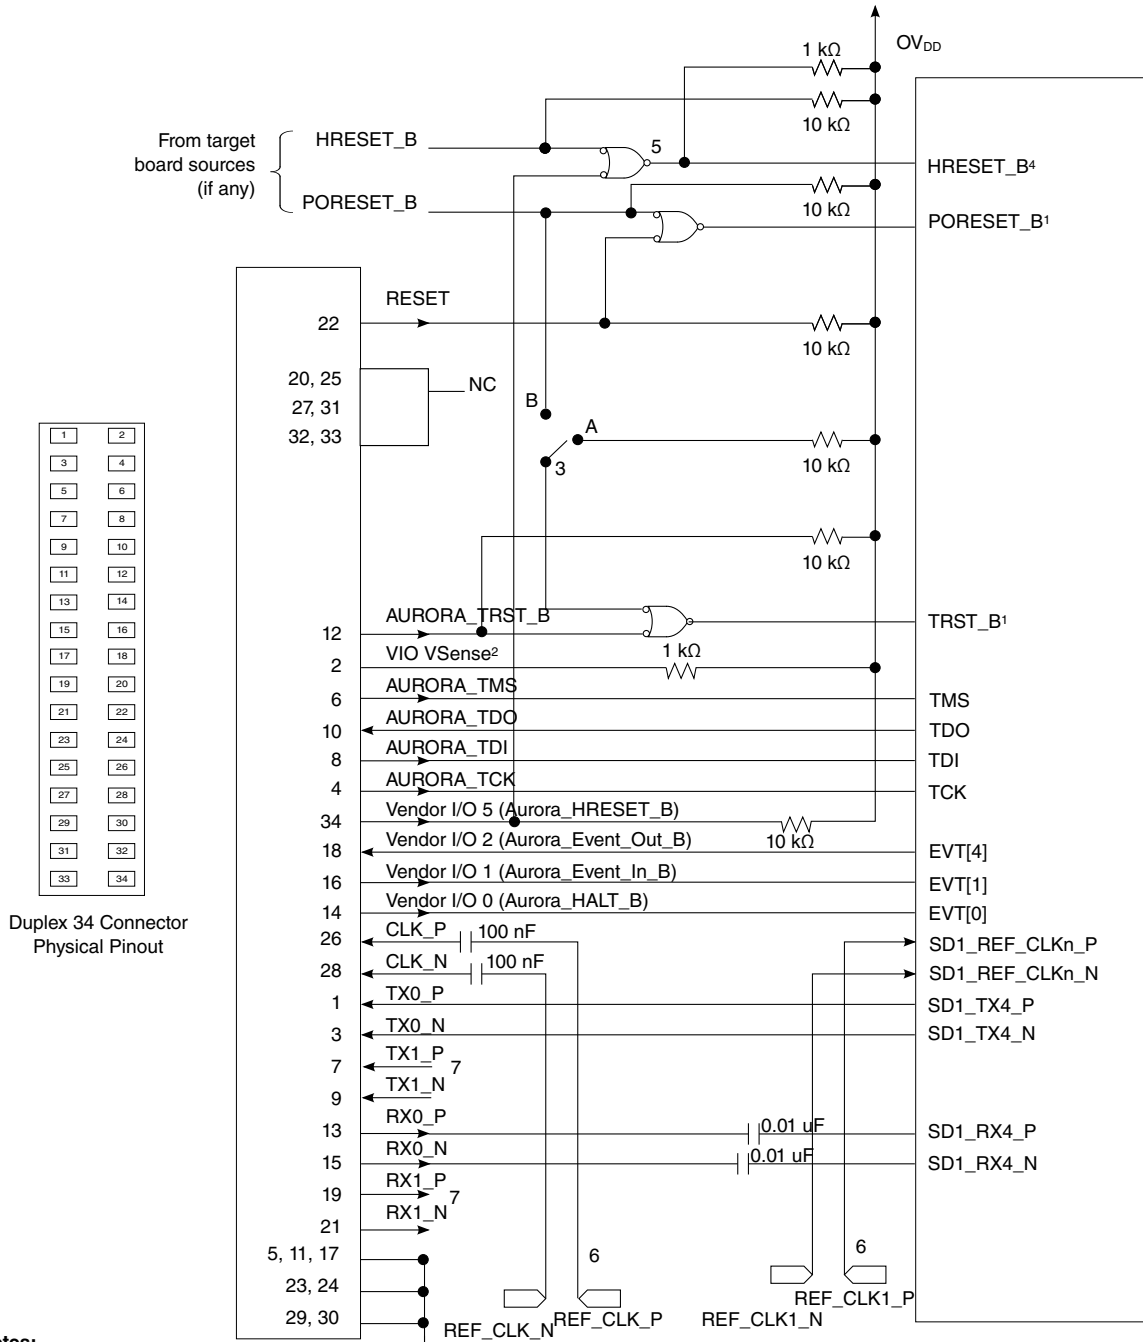 1 kΩ
OVDD
10 kΩ
From target
board sources
(if any)
HRESET_B
5
HRESET_B4
PORESET_B
10 kΩ
PORESET_B1
RESET
22
10 kΩ
20, 25
27, 31
32, 33
NC
B
A
3
10 kΩ
10 kΩ
1 2
3 4
5 6
7 8
9 10
11 12
13 14
15 16
17 18
19 20
21 22
23 24
25 26
27 28
29 30
31 32
33 34
Duplex 34 Connector
Physical Pinout
12 AURORA_TRST_B TRST_B1
2 VIO VSense2 1 kΩ
6 AURORA_TMS TMS
10 AURORA_TDO TDO
8 AURORA_TDI TDI
4 AURORA_TCK TCK
34 Vendor I/O 5 (Aurora_HRESET_B) 10 kΩ
18 Vendor I/O 2 (Aurora_Event_Out_B) EVT[4]
16 Vendor I/O 1 (Aurora_Event_In_B) EVT[1]
14 Vendor I/O 0 (Aurora_HALT_B) EVT[0]
26 CLK_P 100 nF SD1_REF_CLKn_P
28 CLK_N 100 nF SD1_REF_CLKn_N
1 TX0_P SD1_TX4_P
3 TX0_N SD1_TX4_N
7 TX1_P 7
9 TX1_N
13 RX0_P 0.01 uF SD1_RX4_P
15 RX0_N 0.01 uF SD1_RX4_N
19 RX1_P 7
21 RX1_N
5, 11, 17
23, 24
29, 30
6
6
REF_CLK_N
REF_CLK_P
REF_CLK1_N
REF_CLK1_P